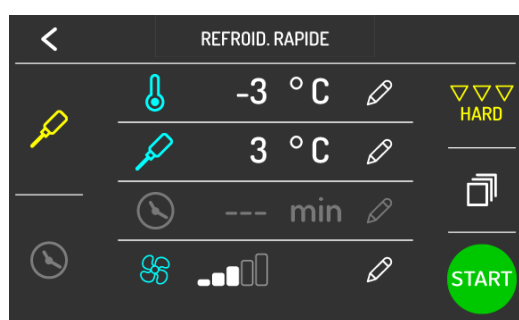 REFROID. RAPIDE
-3 °C
HARD
3 °C
--- min
START